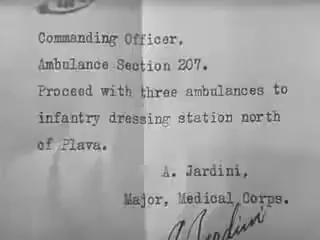 Commanding Officer,
Ambulance Section 207.
Proceed with three ambulances to
infantry dressing station north
of Plava.
A. Jardini,
Major, Medical Corps.